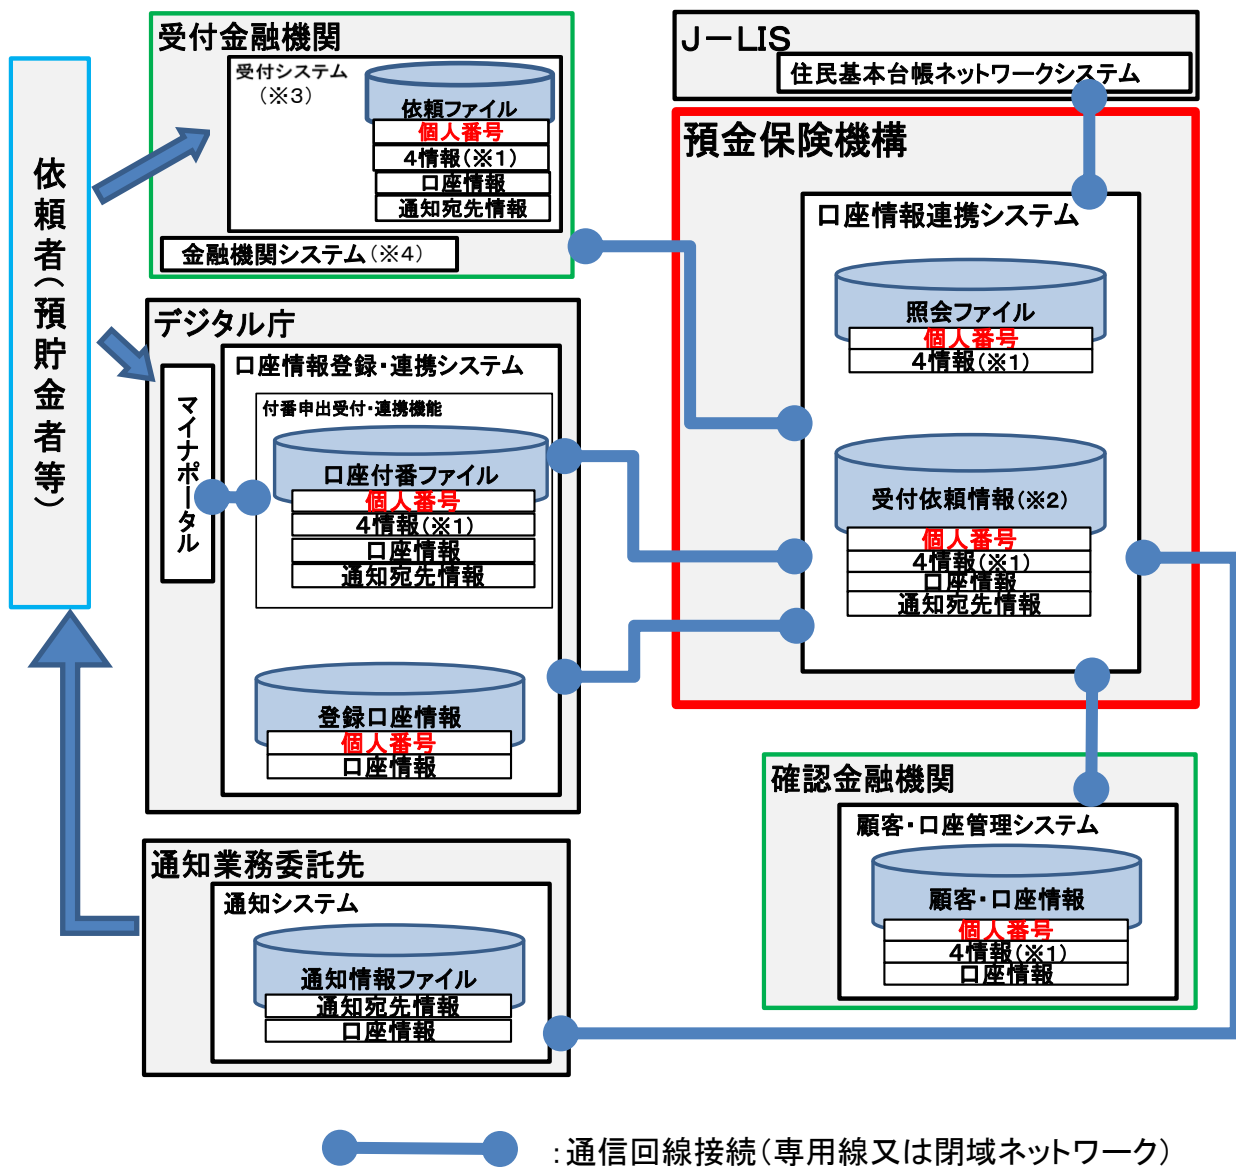 依頼者（預貯金者等）
受付金融機関
受付システム
（※3）
依頼ファイル
個人番号
4情報（※1）
口座情報
通知宛先情報
金融機関システム（※4）
デジタル庁
マイナポータル
口座情報登録・連携システム
付番申出受付・連携機能
口座付番ファイル
個人番号
4情報（※1）
口座情報
通知宛先情報
登録口座情報
個人番号
口座情報
通知業務委託先
通知システム
通知情報ファイル
通知宛先情報
口座情報
J－LIS
住民基本台帳ネットワークシステム
預金保険機構
口座情報連携システム
照会ファイル
個人番号
4情報（※1）
受付依頼情報（※2）
個人番号
4情報（※1）
口座情報
通知宛先情報
確認金融機関
顧客・口座管理システム
顧客・口座情報
個人番号
4情報（※1）
口座情報
：通信回線接続（専用線又は閉域ネットワーク）